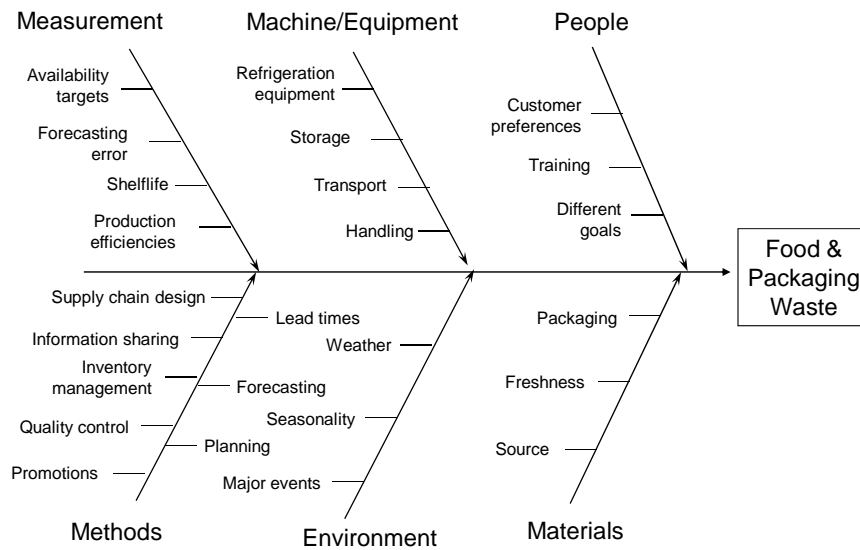 Measurement
Machine/Equipment
People
Availability
targets
Forecasting
error
Shelflife
Production
efficiencies
Refrigeration
equipment
Storage
Transport
Handling
Customer
preferences
Training
Different
goals
Food &
Packaging
Waste
Supply chain design
Lead times
Information sharing
Inventory
management
Forecasting
Quality control
Planning
Promotions
Weather
Seasonality
Major events
Packaging
Freshness
Source
Methods
Environment
Materials